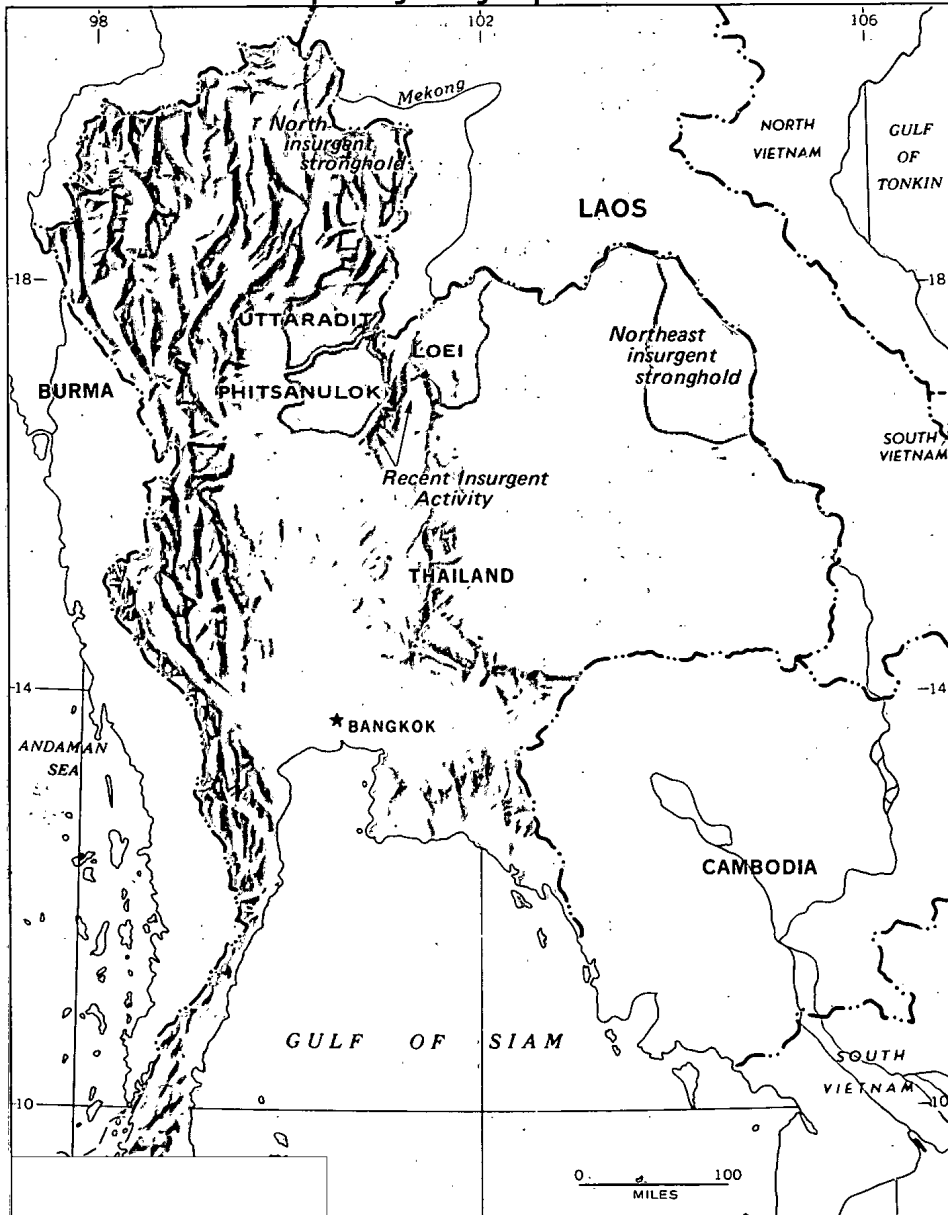 98
102
106
Mekong
North
insurgent
stronghold
NORTH
VIETNAM
GULF
OF
TONKIN
LAOS
18
18
UTTARADIT
LOEI
Northeast
insurgent
stronghold
BURMA
PHITSANULOK
SOUTH
VIETNAM
Recent Insurgent
Activity
THAILAND
14
14
BANGKOK
ANDAMAN
SEA
CAMBODIA
GULF OF SIAM
SOUTH
VIETNAM
10
10
0 100
MILES